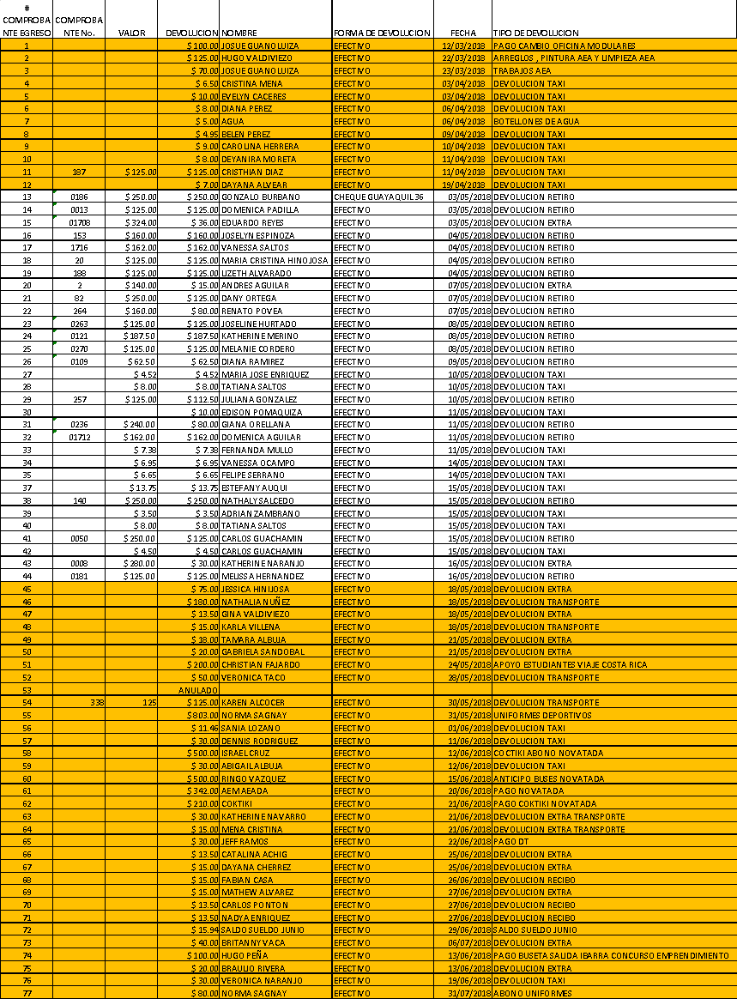 #
COMPROBA COMPROBA
NTE EGRESO NTE No. VALOR DEVOLUCION NOMBRE FORMA DE DEVOLUCION FECHA TIPO DE DEVOLUCION
1 $ 100.00 JOSUE GUANOLUIZA EFECTIVO 12/03/2018 PAGO CAMBIO OFICINA MODULARES
2 $ 125.00 HUGO VALDIVIEZO EFECTIVO 22/03/2018 ARREGLOS , PINTURA AEA Y LIMPIEZA AEA
3 $ 70.00 JOSUE GUANOLUIZA EFECTIVO 23/03/2018 TRABAJOS AEA
4 $ 6.50 CRISTINA MENA EFECTIVO 03/04/2018 DEVOLUCION TAXI
5 $ 10.00 EVELYN CACERES EFECTIVO 03/04/2018 DEVOLUCION TAXI
6 $ 8.00 DIANA PEREZ EFECTIVO 06/04/2018 DEVOLUCION TAXI
7 $ 5.00 AGUA EFECTIVO 06/04/2018 BOTELLONES DE AGUA
8 $ 4.95 BELEN PEREZ EFECTIVO 09/04/2018 DEVOLUCION TAXI
9 $ 9.00 CAROLINA HERRERA EFECTIVO 10/04/2018 DEVOLUCION TAXI
10 $ 8.00 DEYANIRA MORETA EFECTIVO 11/04/2018 DEVOLUCION TAXI
11 187 $ 125.00 $ 125.00 CRISTHIAN DIAZ EFECTIVO 11/04/2018 DEVOLUCION TAXI
12 $ 7.00 DAYANA ALVEAR EFECTIVO 19/04/2018 DEVOLUCION TAXI
13 0186 $ 250.00 $ 250.00 GONZALO BURBANO CHEQUE GUAYAQUIL 36 03/05/2018 DEVOLUCION RETIRO
14 0013 $ 125.00 $ 125.00 DOMENICA PADILLA EFECTIVO 03/05/2018 DEVOLUCION RETIRO
15 01708 $ 324.00 $ 36.00 EDUARDO REYES EFECTIVO 03/05/2018 DEVOLUCION EXTRA
16 153 $ 160.00 $ 160.00 JOSELYN ESPINOZA EFECTIVO 04/05/2018 DEVOLUCION RETIRO
17 1716 $ 162.00 $ 162.00 VANESSA SALTOS EFECTIVO 04/05/2018 DEVOLUCION RETIRO
18 20 $ 125.00 $ 125.00 MARIA CRISTINA HINOJOSA EFECTIVO 04/05/2018 DEVOLUCION RETIRO
19 188 $ 125.00 $ 125.00 LIZETH ALVARADO EFECTIVO 04/05/2018 DEVOLUCION RETIRO
20 2 $ 140.00 $ 15.00 ANDRES AGUILAR EFECTIVO 07/05/2018 DEVOLUCION EXTRA
21 82 $ 250.00 $ 125.00 DANY ORTEGA EFECTIVO 07/05/2018 DEVOLUCION RETIRO
22 264 $ 160.00 $ 80.00 RENATO POVEA EFECTIVO 07/05/2018 DEVOLUCION RETIRO
23 0263 $ 125.00 $ 125.00 JOSELINE HURTADO EFECTIVO 08/05/2018 DEVOLUCION RETIRO
24 0121 $ 187.50 $ 187.50 KATHERINE MERINO EFECTIVO 08/05/2018 DEVOLUCION RETIRO
25 0270 $ 125.00 $ 125.00 MELANIE CORDERO EFECTIVO 08/05/2018 DEVOLUCION RETIRO
26 0109 $ 62.50 $ 62.50 DIANA RAMIREZ EFECTIVO 09/05/2018 DEVOLUCION RETIRO
27 $ 4.52 $ 4.52 MARIA JOSE ENRIQUEZ EFECTIVO 10/05/2018 DEVOLUCION TAXI
28 $ 8.00 $ 8.00 TATIANA SALTOS EFECTIVO 10/05/2018 DEVOLUCION TAXI
29 257 $ 125.00 $ 112.50 JULIANA GONZALEZ EFECTIVO 10/05/2018 DEVOLUCION RETIRO
30 $ 10.00 EDISON POMAQUIZA EFECTIVO 11/05/2018 DEVOLUCION TAXI
31 0236 $ 240.00 $ 80.00 GIANA ORELLANA EFECTIVO 11/05/2018 DEVOLUCION RETIRO
32 01712 $ 162.00 $ 162.00 DOMENICA AGUILAR EFECTIVO 11/05/2018 DEVOLUCION RETIRO
33 $ 7.38 $ 7.38 FERNANDA MULLO EFECTIVO 11/05/2018 DEVOLUCION TAXI
34 $ 6.95 $ 6.95 VANESSA OCAMPO EFECTIVO 14/05/2018 DEVOLUCION TAXI
35 $ 6.65 $ 6.65 FELIPE SERRANO EFECTIVO 14/05/2018 DEVOLUCION TAXI
37 $ 13.75 $ 13.75 ESTEFANY AUQUI EFECTIVO 15/05/2018 DEVOLUCION TAXI
38 140 $ 250.00 $ 250.00 NATHALY SALCEDO EFECTIVO 15/05/2018 DEVOLUCION RETIRO
39 $ 3.50 $ 3.50 ADRIAN ZAMBRANO EFECTIVO 15/05/2018 DEVOLUCION TAXI
40 $ 8.00 $ 8.00 TATIANA SALTOS EFECTIVO 15/05/2018 DEVOLUCION TAXI
41 0050 $ 250.00 $ 125.00 CARLOS GUACHAMIN EFECTIVO 15/05/2018 DEVOLUCION RETIRO
42 $ 4.50 $ 4.50 CARLOS GUACHAMIN EFECTIVO 15/05/2018 DEVOLUCION TAXI
43 0008 $ 280.00 $ 30.00 KATHERINE NARANJO EFECTIVO 16/05/2018 DEVOLUCION EXTRA
44 0181 $ 125.00 $ 125.00 MELISSA HERNANDEZ EFECTIVO 16/05/2018 DEVOLUCION RETIRO
45 $ 75.00 JESSICA HINIJOSA EFECTIVO 18/05/2018 DEVOLUCION EXTRA
46 $ 180.00 NATHALIA NUÑEZ EFECTIVO 18/05/2018 DEVOLUCION TRANSPORTE
47 $ 13.50 GINA VALDIVIEZO EFECTIVO 18/05/2018 DEVOLUCION EXTRA
48 $ 15.00 KARLA VILLENA EFECTIVO 18/05/2018 DEVOLUCION TRANSPORTE
49 $ 18.00 TAMARA ALBUJA EFECTIVO 21/05/2018 DEVOLUCION EXTRA
50 $ 20.00 GABRIELA SANDOBAL EFECTIVO 21/05/2018 DEVOLUCION EXTRA
51 $ 200.00 CHRISTIAN FAJARDO EFECTIVO 24/05/2018 APOYO ESTUDIANTES VIAJE COSTA RICA
52 $ 50.00 VERONICA TACO EFECTIVO 28/05/2018 DEVOLUCION TRANSPORTE
53 ANULADO
54 338 125 $ 125.00 KAREN ALCOCER EFECTIVO 30/05/2018 DEVOLUCION TRANSPORTE
55 $ 803.00 NORMA SAGNAY EFECTIVO 31/05/2018 UNIFORMES DEPORTIVOS
56 $ 11.46 SANIA LOZANO EFECTIVO 01/06/2018 DEVOLUCION TAXI
57 $ 30.00 DENNIS RODRIGUEZ EFECTIVO 11/06/2018 DEVOLUCION TAXI
58 $ 500.00 ISRAEL CRUZ EFECTIVO 12/06/2018 COCTIKI ABONO NOVATADA
59 $ 30.00 ABIGAIL ALBUJA EFECTIVO 12/06/2018 DEVOLUCION TAXI
60 $ 500.00 RINGO VAZQUEZ EFECTIVO 15/06/2018 ANTICIPO BUSES NOVATADA
61 $ 342.00 AEMAEADA EFECTIVO 20/06/2018 PAGO NOVATADA
62 $ 210.00 COKTIKI EFECTIVO 21/06/2018 PAGO COKTIKI NOVATADA
63 $ 30.00 KATHERINE NAVARRO EFECTIVO 21/06/2018 DEVOLUCION EXTRA TRANSPORTE
64 $ 15.00 MENA CRISTINA EFECTIVO 21/06/2018 DEVOLUCION EXTRA TRANSPORTE
65 $ 30.00 JEFF RAMOS EFECTIVO 22/06/2018 PAGO DT
66 $ 13.50 CATALINA ACHIG EFECTIVO 25/06/2018 DEVOLUCION EXTRA
67 $ 15.00 DAYANA CHERREZ EFECTIVO 25/06/2018 DEVOLUCION EXTRA
68 $ 15.00 FABIAN CASA EFECTIVO 26/06/2018 DEVOLUCION RECIBO
69 $ 15.00 MATHEW ALVAREZ EFECTIVO 27/06/2018 DEVOLUCION EXTRA
70 $ 13.50 CARLOS PONTON EFECTIVO 27/06/2018 DEVOLUCION RECIBO
71 $ 13.50 NADYA ENRIQUEZ EFECTIVO 27/06/2018 DEVOLUCION RECIBO
72 $ 15.94 SALDO SUELDO JUNIO EFECTIVO 29/06/2018 SALDO SUELDO JUNIO
73 $ 40.00 BRITANNY VACA EFECTIVO 06/07/2018 DEVOLUCION EXTRA
74 $ 100.00 HUGO PEÑA EFECTIVO 13/06/2018 PAGO BUSETA SALIDA IBARRA CONCURSO EMPRENDIMIENTO
75 $ 20.00 BRAULIO RIVERA EFECTIVO 13/06/2018 DEVOLUCION EXTRA
76 $ 30.00 VERONICA NARANJO EFECTIVO 19/06/2018 DEVOLUCION TAXI
77 $ 80.00 NORMA SAGNAY EFECTIVO 31/07/2018 ABONO UNIFORMES